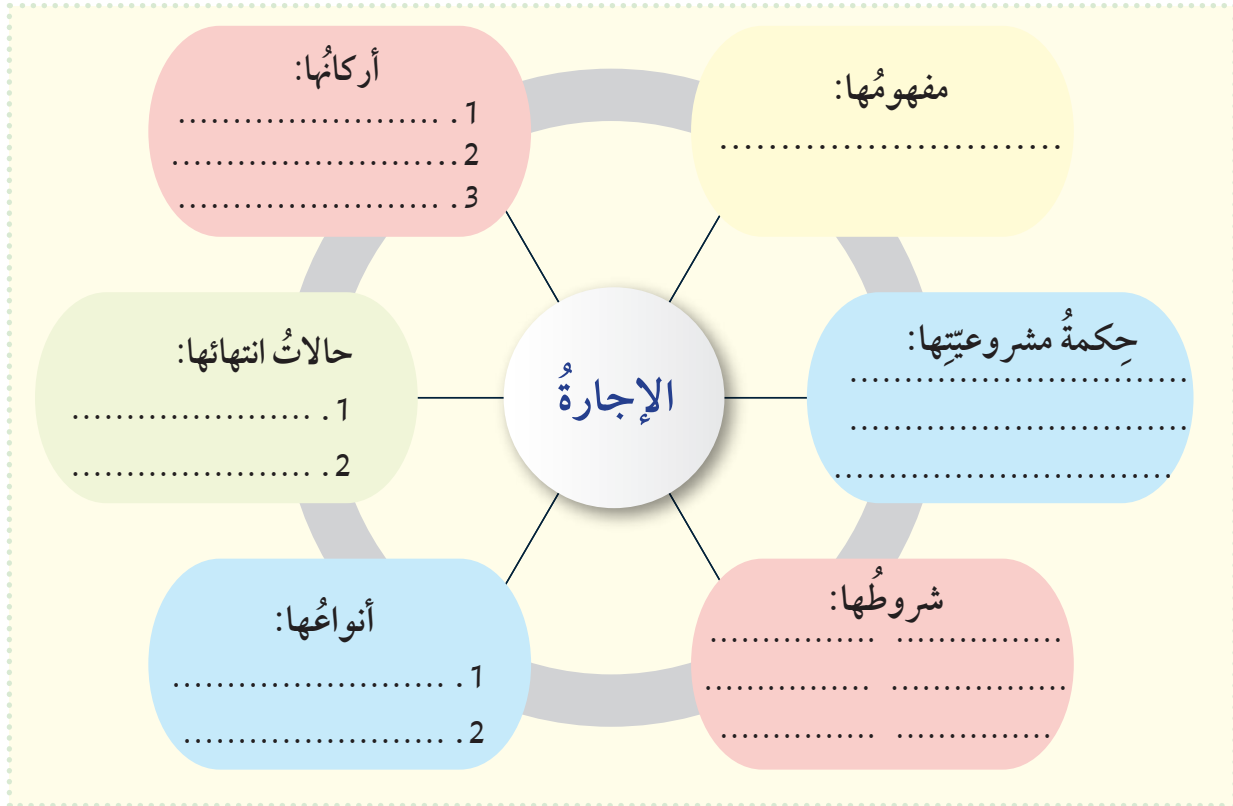 مفهومُها:
............................
أركانُها:
1. ........................
2..........................
3. ........................
حِكمةُ مشروعيّتِها:
............................
............................
............................
الإجارةُ
حالاتُ انتهائها:
1. ......................
2. ......................
شروطُها:
............... ...............
............... ................
............... ...............
أنواعُها:
1. .........................
2. ........................